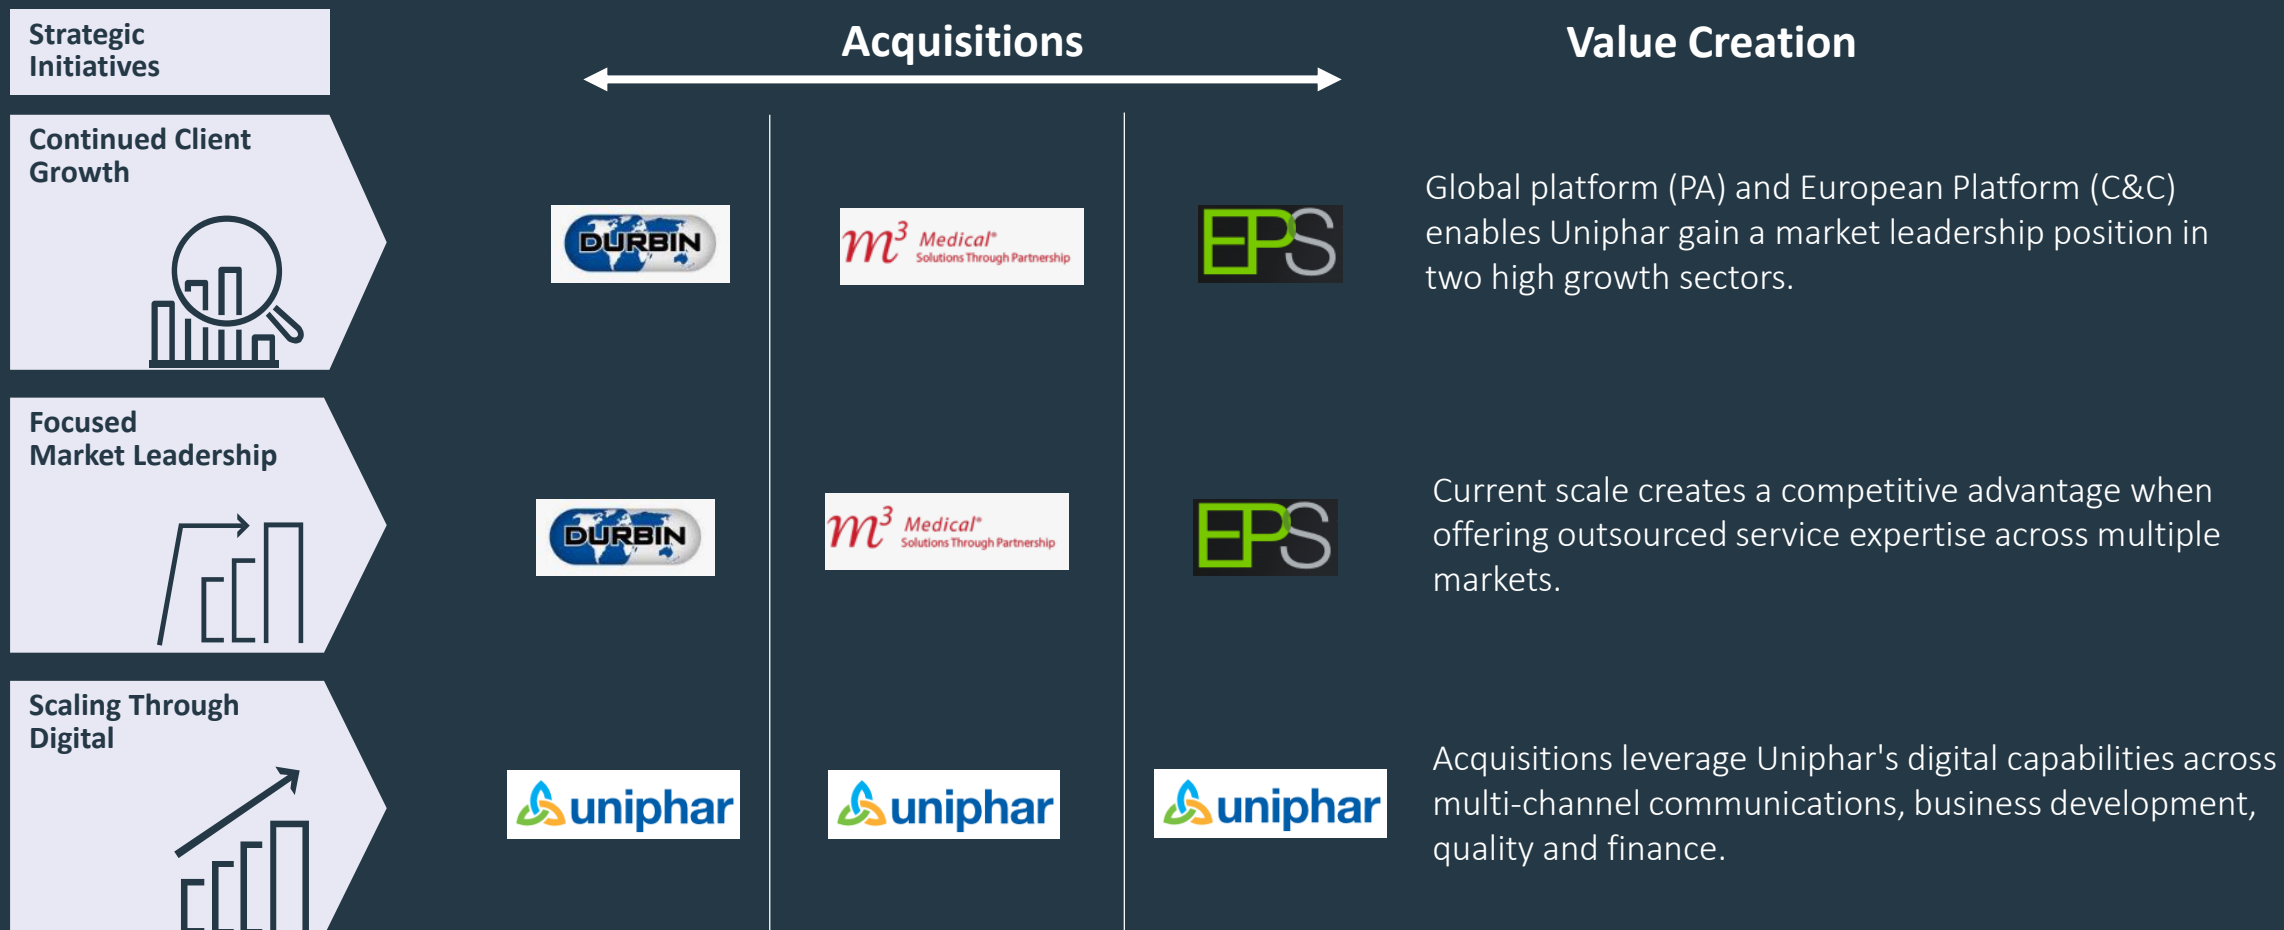 Strategic
Initiatives
Acquisitions
Value Creation
Continued Client
Growth
DURBIN
m³ Medical®
Solutions Through Partnership
EPS
Global platform (PA) and European Platform (C&C)
enables Uniphar gain a market leadership position in
two high growth sectors.
Focused
Market Leadership
DURBIN
m³ Medical®
Solutions Through Partnership
EPS
Current scale creates a competitive advantage when
offering outsourced service expertise across multiple
markets.
Scaling Through
Digital
uniphar
uniphar
uniphar
Acquisitions leverage Uniphar's digital capabilities across
multi-channel communications, business development,
quality and finance.